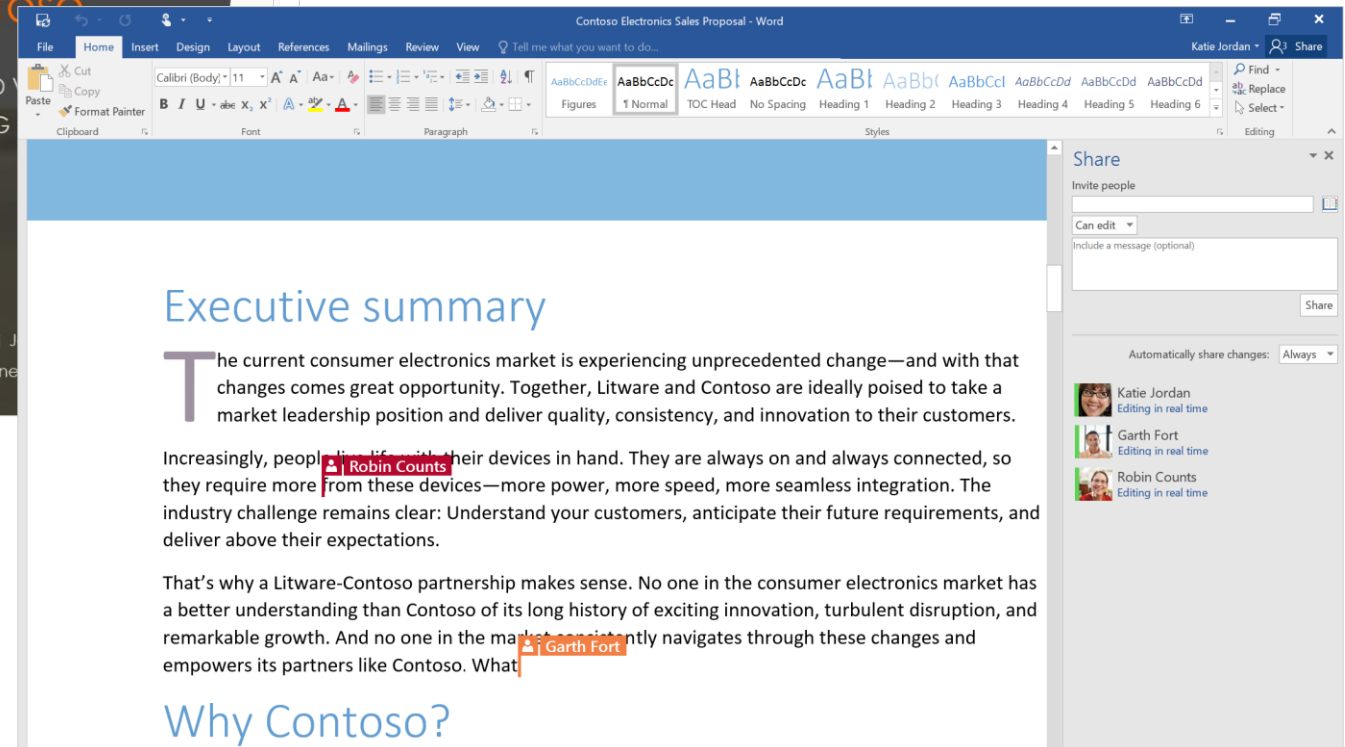 Contoso Electronics Sales Proposal - Word
File Home Insert Design Layout References Mailings Review View Tell me what you want to do... Katie Jordan Share
Cut
Copy
Paste
Format Painter
Clipboard
Calibri (Body) 11
Font
Paragraph
AaBbCcDdEe AaBbCcDc AaBb AaBbCcDc AaBb AaBb AaBbCcI AaBbCcDd AaBbCcDd AaBbCcDd
Figures ¶ Normal TOC Head No Spacing Heading 1 Heading 2 Heading 3 Heading 4 Heading 5 Heading 6
Styles
Find
Replace
Select
Editing
Executive summary
The current consumer electronics market is experiencing unprecedented change—and with that
changes comes great opportunity. Together, Litware and Contoso are ideally poised to take a
market leadership position and deliver quality, consistency, and innovation to their customers.
Increasingly, people live life with their devices in hand. They are always on and always connected, so
Robin Counts
they require more from these devices—more power, more speed, more seamless integration. The
industry challenge remains clear: Understand your customers, anticipate their future requirements, and
deliver above their expectations.
That's why a Litware-Contoso partnership makes sense. No one in the consumer electronics market has
a better understanding than Contoso of its long history of exciting innovation, turbulent disruption, and
remarkable growth. And no one in the market consistently navigates through these changes and
Garth Fort
empowers its partners like Contoso. What
Why Contoso?
Share
Invite people
Can edit
Include a message (optional)
Share
Automatically share changes: Always
Katie Jordan
Editing in real time
Garth Fort
Editing in real time
Robin Counts
Editing in real time